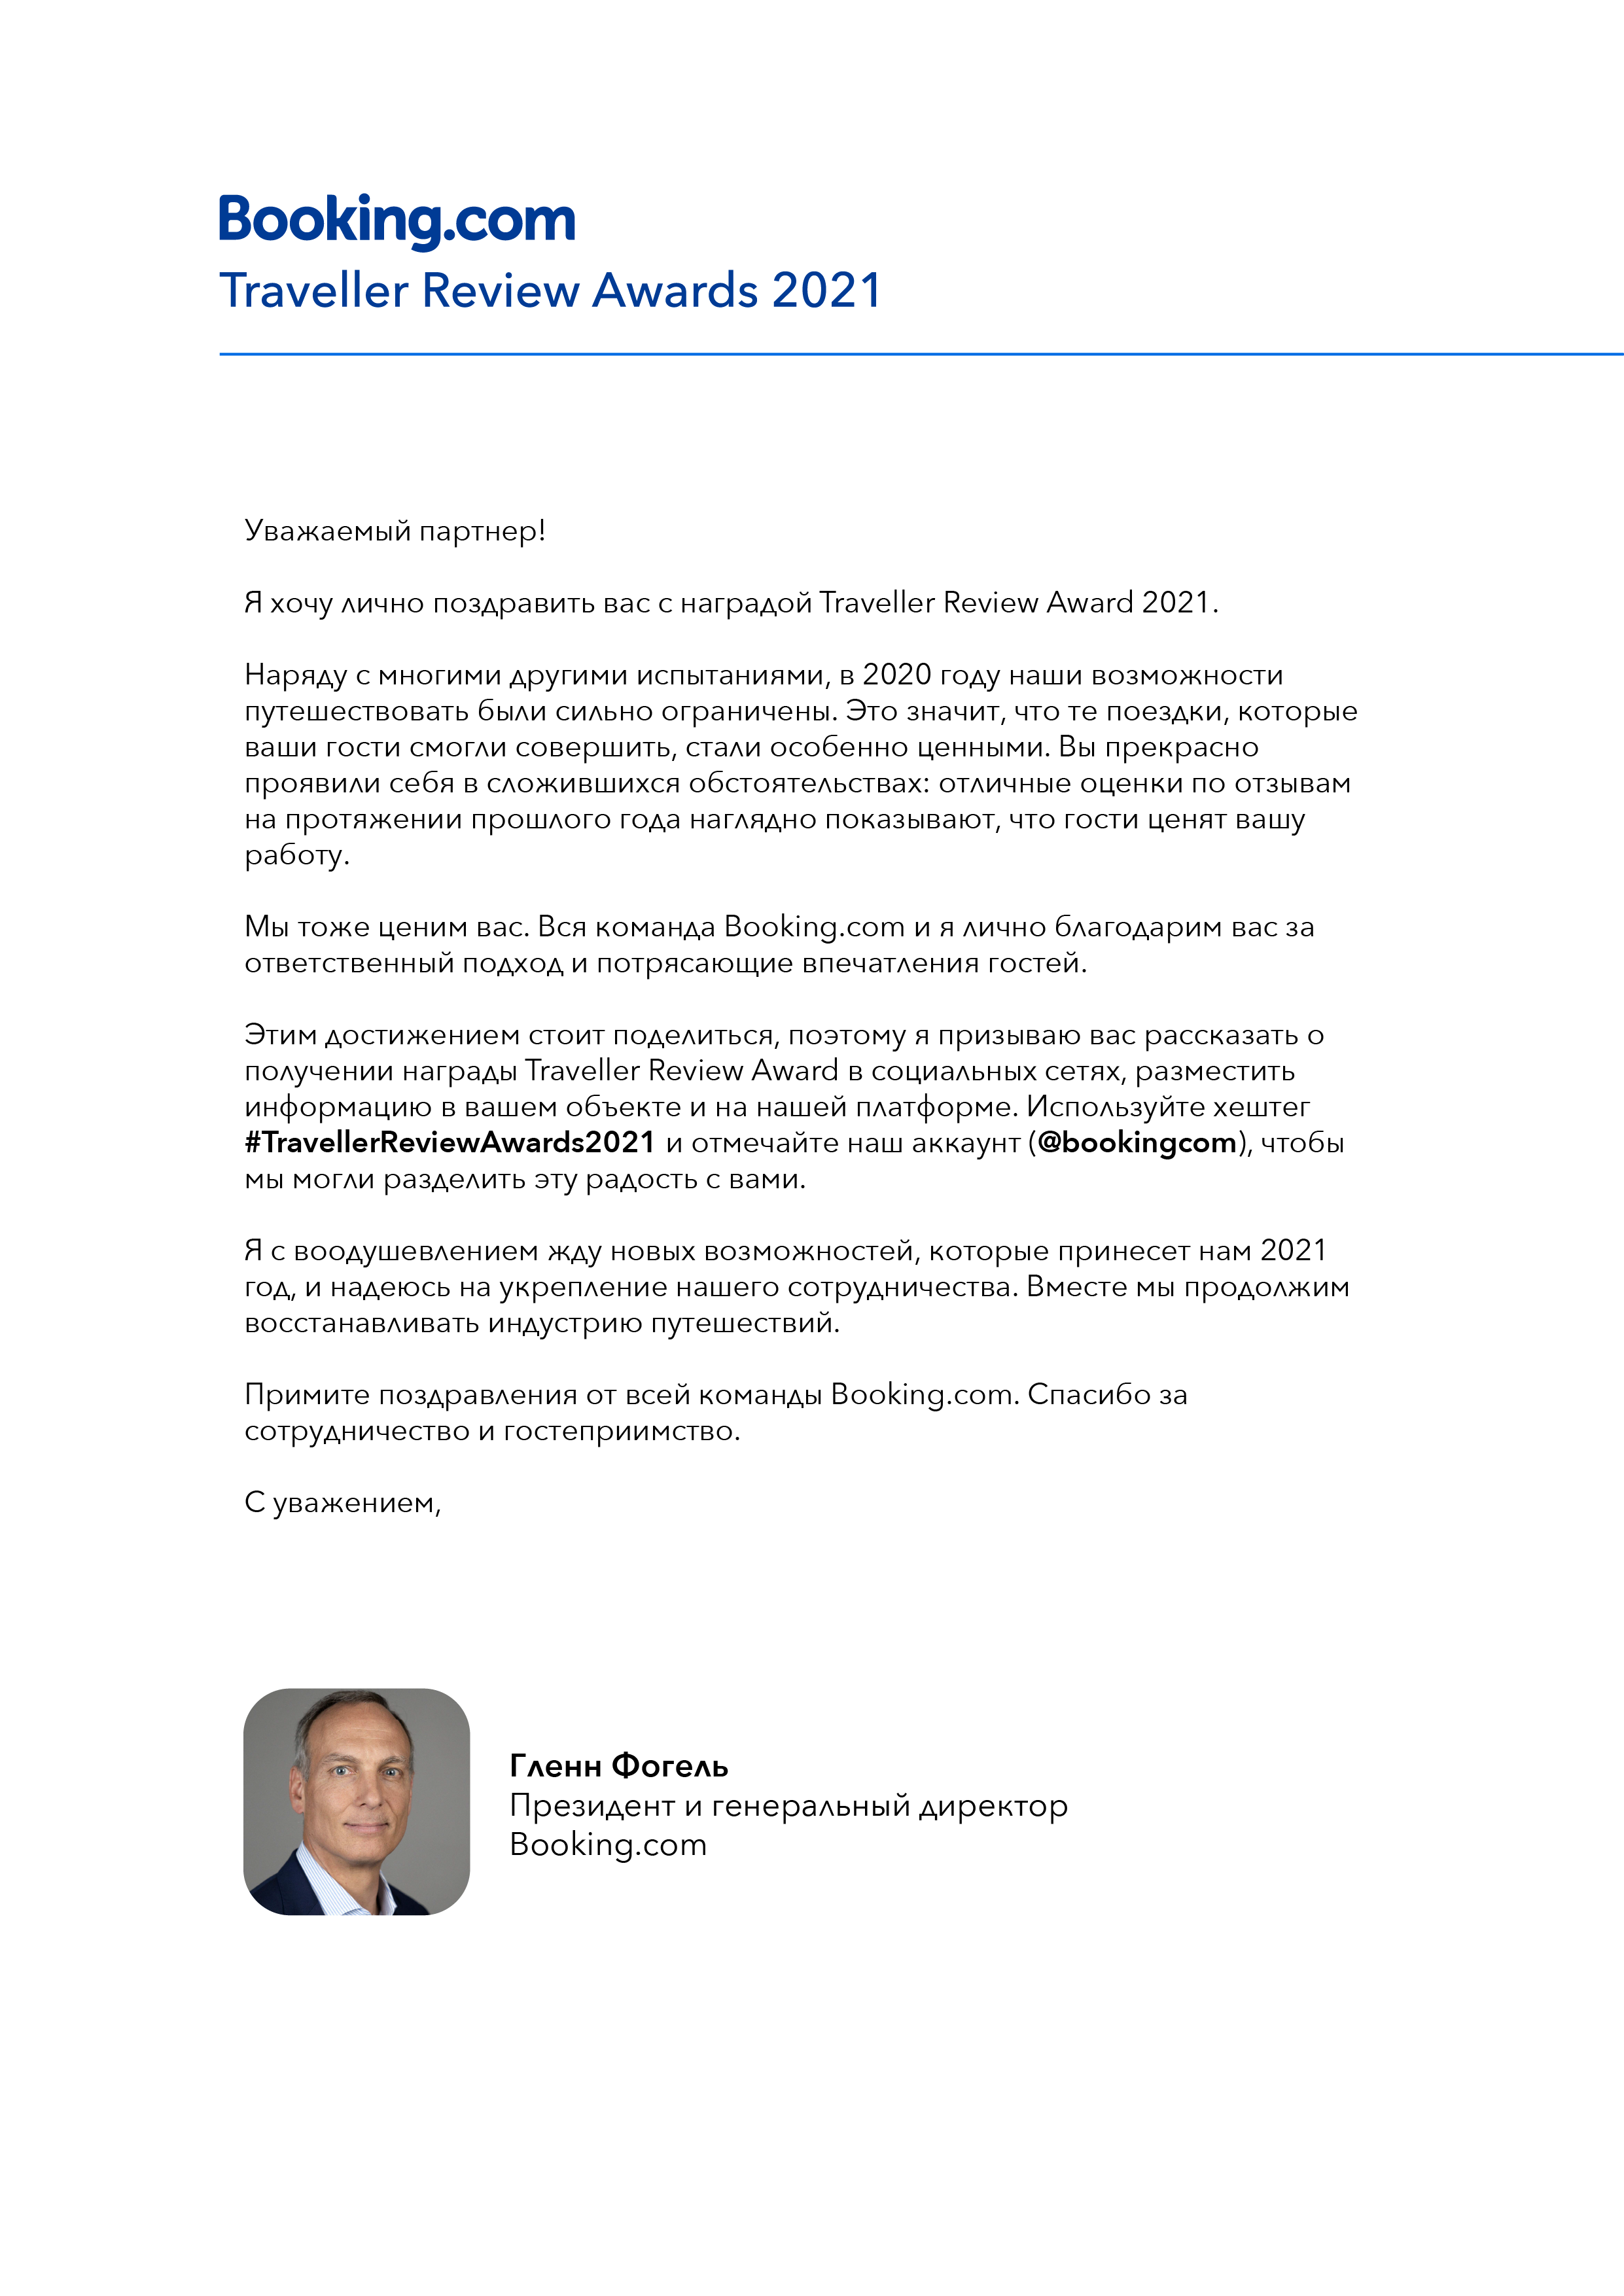 Booking.com
Traveller Review Awards 2021
Уважаемый партнер!
Я хочу лично поздравить вас с наградой Traveller Review Award 2021.
Наряду с многими другими испытаниями, в 2020 году наши возможности
путешествовать были сильно ограничены. Это значит, что те поездки, которые
ваши гости смогли совершить, стали особенно ценными. Вы прекрасно
проявили себя в сложившихся обстоятельствах: отличные оценки по отзывам
на протяжении прошлого года наглядно показывают, что гости ценят вашу
работу.
Мы тоже ценим вас. Вся команда Booking.com и я лично благодарим вас за
ответственный подход и потрясающие впечатления гостей.
Этим достижением стоит поделиться, поэтому я призываю вас рассказать о
получении награды Traveller Review Award в социальных сетях, разместить
информацию в вашем объекте и на нашей платформе. Используйте хештег
#TravellerReviewAwards2021 и отмечайте наш аккаунт (@bookingcom), чтобы
мы могли разделить эту радость с вами.
Я с воодушевлением жду новых возможностей, которые принесет нам 2021
год, и надеюсь на укрепление нашего сотрудничества. Вместе мы продолжим
восстанавливать индустрию путешествий.
Примите поздравления от всей команды Booking.com. Спасибо за
сотрудничество и гостеприимство.
С уважением,
Гленн Фогель
Президент и генеральный директор
Booking.com